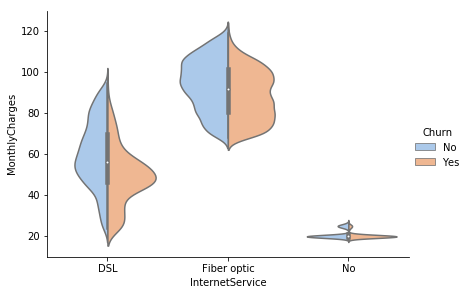 120
100
80
60
40
20
MonthlyCharges
DSL
Fiber optic
No
InternetService
Churn
No
Yes